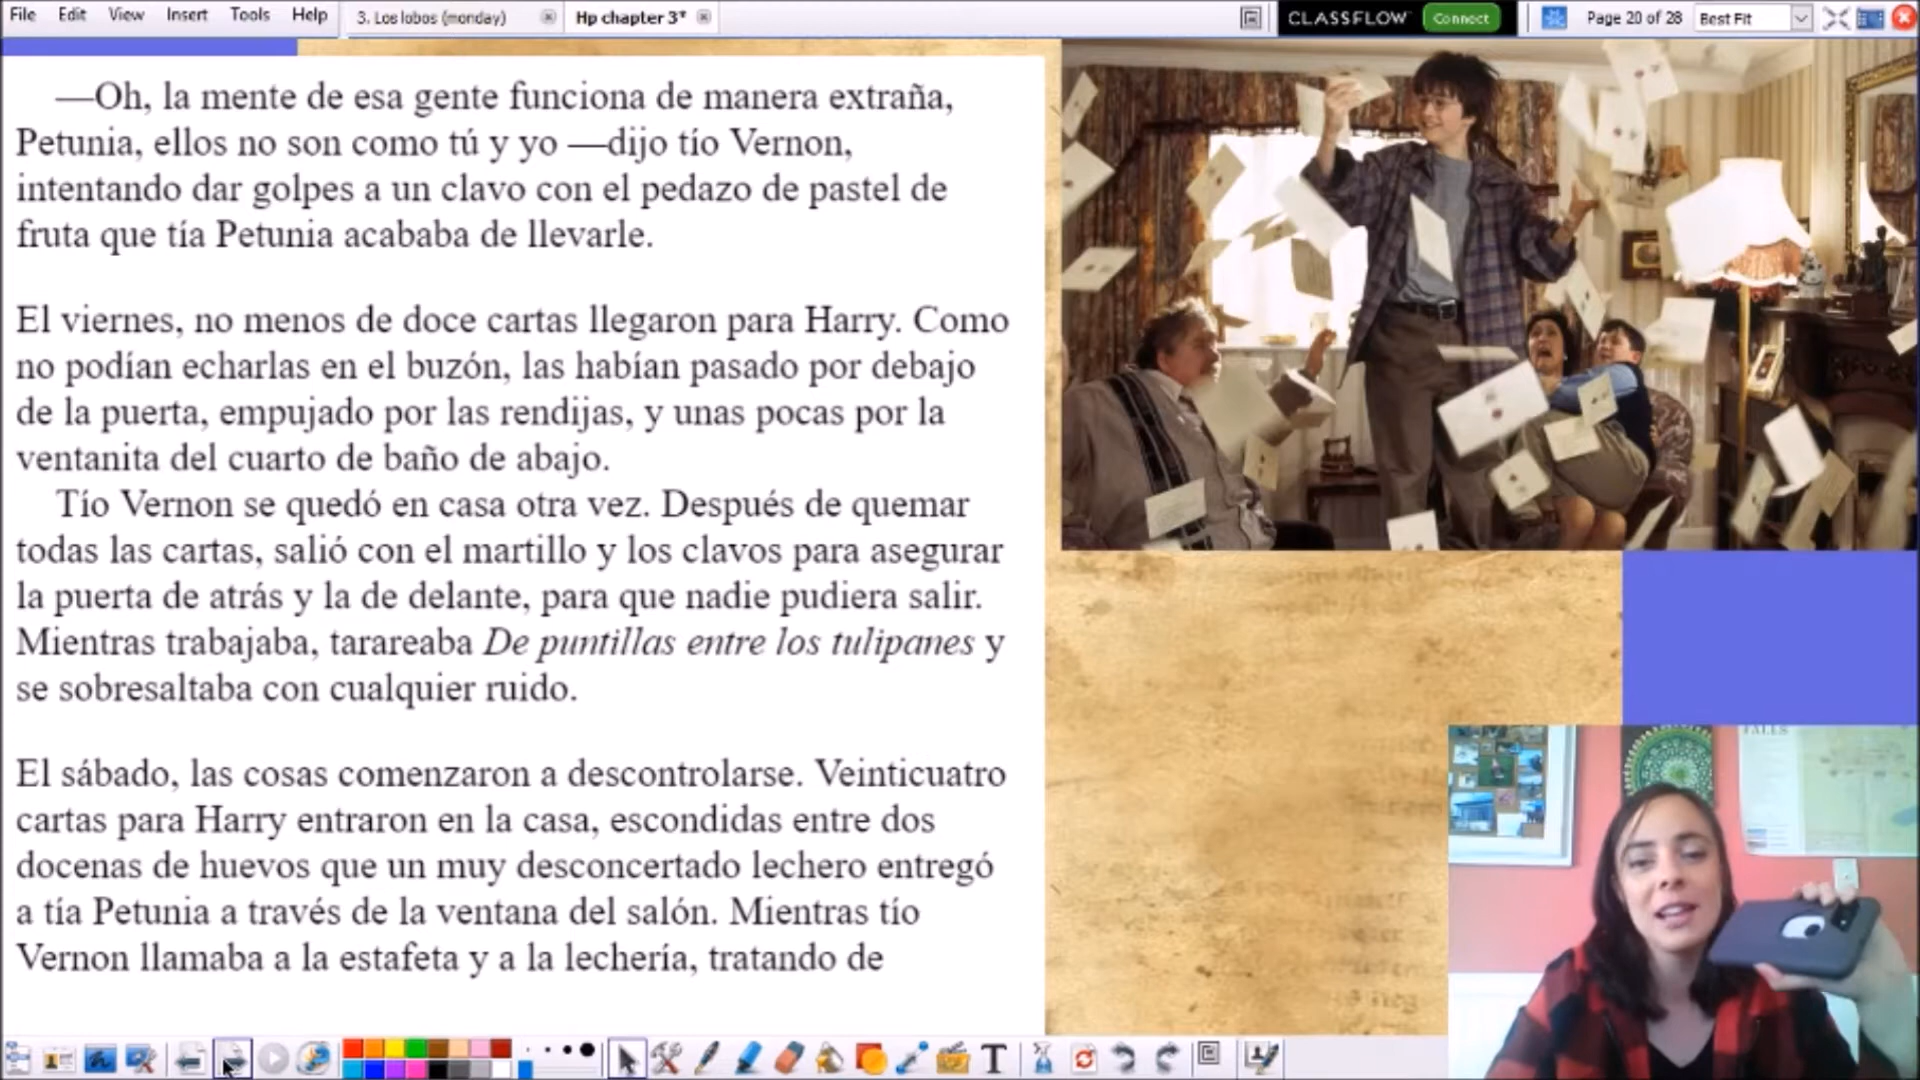 File Edit View Insert Tools Help
3. Los lobos (monday)
Hp chapter 3*
CLASSFLOW
Connect
Page 20 of 28
Best Fit
—Oh, la mente de esa gente funciona de manera extraña,
Petunia, ellos no son como tú y yo —dijo tío Vernon,
intentando dar golpes a un clavo con el pedazo de pastel de
fruta que tía Petunia acababa de llevarle.
El viernes, no menos de doce cartas llegaron para Harry. Como
no podían echarlas en el buzón, las habían pasado por debajo
de la puerta, empujado por las rendijas, y unas pocas por la
ventanita del cuarto de baño de abajo.
Tío Vernon se quedó en casa otra vez. Después de quemar
todas las cartas, salió con el martillo y los clavos para asegurar
la puerta de atrás y la de delante, para que nadie pudiera salir.
Mientras trabajaba, tarareaba De puntillas entre los tulipanes y
se sobresaltaba con cualquier ruido.
El sábado, las cosas comenzaron a descontrolarse. Veinticuatro
cartas para Harry entraron en la casa, escondidas entre dos
docenas de huevos que un muy desconcertado lechero entregó
a tía Petunia a través de la ventana del salón. Mientras tío
Vernon llamaba a la estafeta y a la lechería, tratando de
T